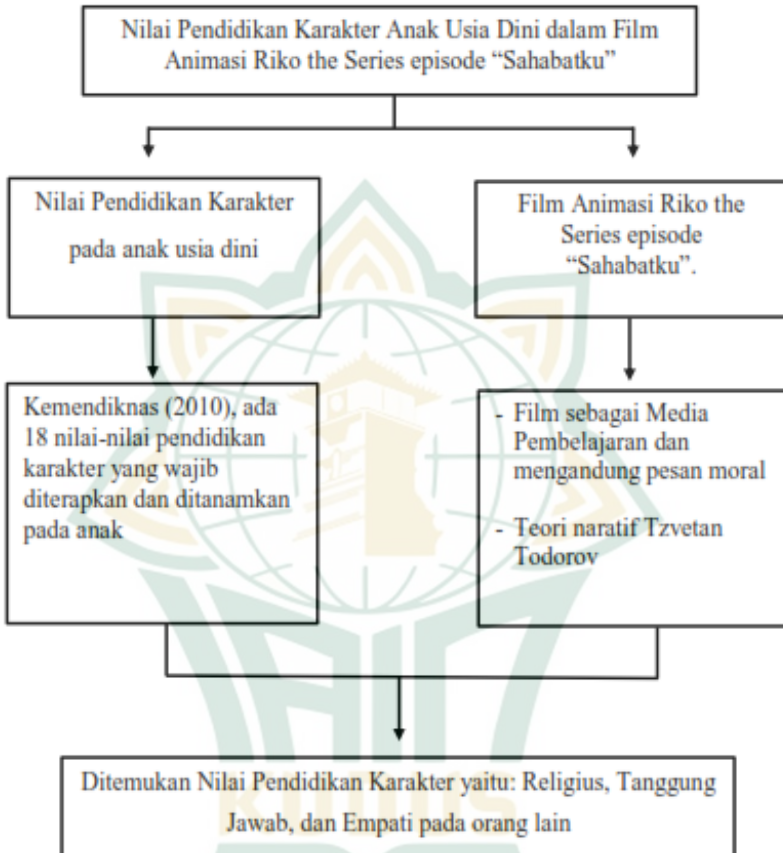 Nilai Pendidikan Karakter Anak Usia Dini dalam Film
Animasi Riko the Series episode “Sahabatku”
Nilai Pendidikan Karakter
pada anak usia dini
Film Animasi Riko the
Series episode
“Sahabatku”.
Kemendiknas (2010), ada
18 nilai-nilai pendidikan
karakter yang wajib
diterapkan dan ditanamkan
pada anak
- Film sebagai Media
Pembelajaran dan
mengandung pesan moral
- Teori naratif Tzvetan
Todorov
Ditemukan Nilai Pendidikan Karakter yaitu: Religius, Tanggung
Jawab, dan Empati pada orang lain